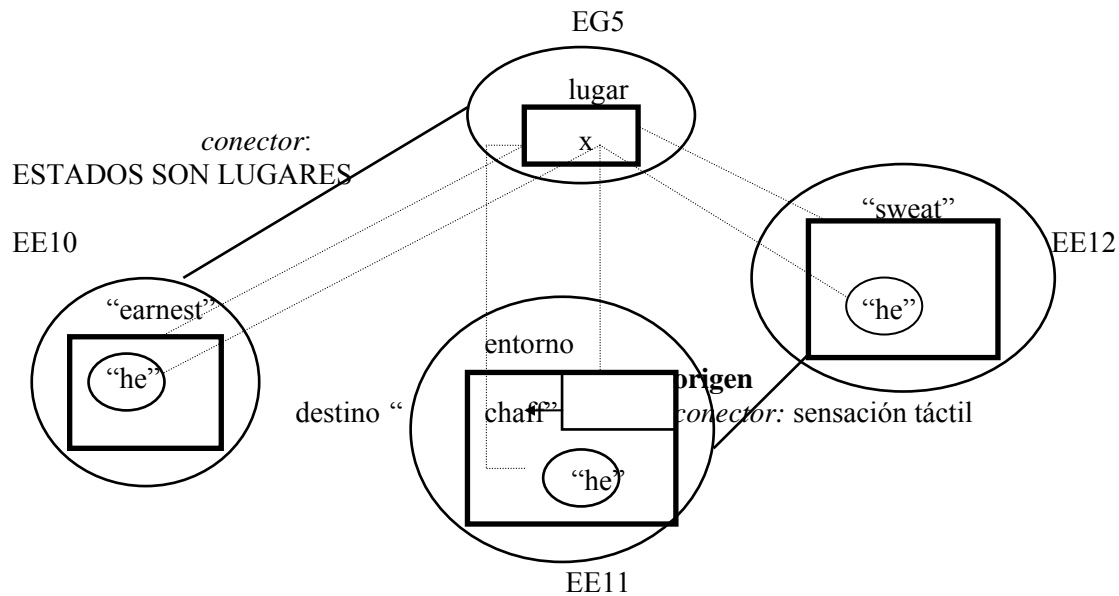 EG5
lugar
x
conector:
ESTADOS SON LUGARES
“sweat”
EE10
EE12
“he”
“earnest”
“he”
entorno
origen
destino “ chaff”
conector: sensación táctil
“he”
EE11